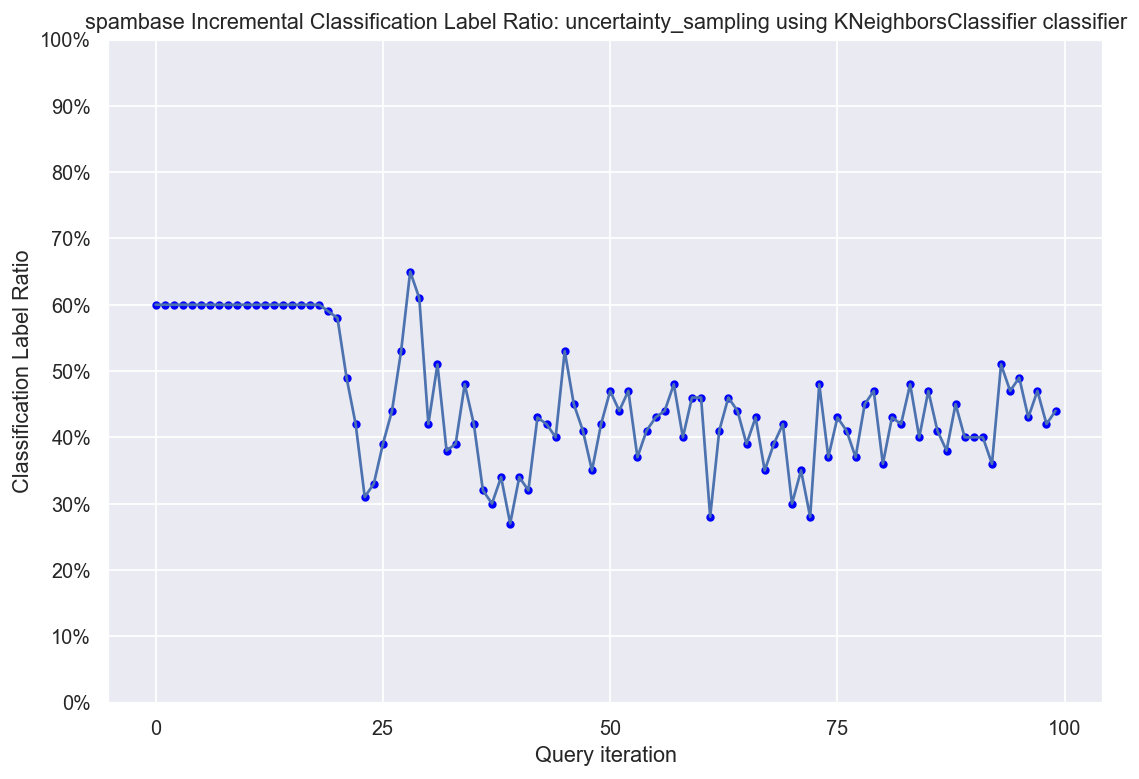 spambase Incremental Classification Label Ratio: uncertainty_sampling using KNeighborsClassifier classifier
100%
90%
80%
70%
60%
50%
40%
30%
20%
10%
0%
Classification Label Ratio
0 25 50 75 100
Query iteration